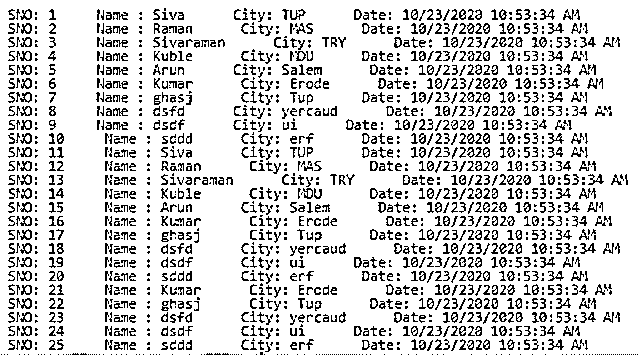 SNO: 1 Name : Siva City: TUP Date: 10/23/2020 10:53:34 AM
SNO: 2 Name : Raman City: MAS Date: 10/23/2020 10:53:34 AM
SNO: 3 Name : Sivaraman City: TRY Date: 10/23/2020 10:53:34 AM
SNO: 4 Name : Kuble City: MDU Date: 10/23/2020 10:53:34 AM
SNO: 5 Name : Arun City: Salem Date: 10/23/2020 10:53:34 AM
SNO: 6 Name : Kumar City: Erode Date: 10/23/2020 10:53:34 AM
SNO: 7 Name : ghasj City: Tup Date: 10/23/2020 10:53:34 AM
SNO: 8 Name : dsfd City: yercaud Date: 10/23/2020 10:53:34 AM
SNO: 9 Name : dsdf City: ui Date: 10/23/2020 10:53:34 AM
SNO: 10 Name : sddd City: erf Date: 10/23/2020 10:53:34 AM
SNO: 11 Name : Siva City: TUP Date: 10/23/2020 10:53:34 AM
SNO: 12 Name : Raman City: MAS Date: 10/23/2020 10:53:34 AM
SNO: 13 Name : Sivaraman City: TRY Date: 10/23/2020 10:53:34 AM
SNO: 14 Name : Kuble City: MDU Date: 10/23/2020 10:53:34 AM
SNO: 15 Name : Arun City: Salem Date: 10/23/2020 10:53:34 AM
SNO: 16 Name : Kumar City: Erode Date: 10/23/2020 10:53:34 AM
SNO: 17 Name : ghasj City: Tup Date: 10/23/2020 10:53:34 AM
SNO: 18 Name : dsfd City: yercaud Date: 10/23/2020 10:53:34 AM
SNO: 19 Name : dsdf City: ui Date: 10/23/2020 10:53:34 AM
SNO: 20 Name : sddd City: erf Date: 10/23/2020 10:53:34 AM
SNO: 21 Name : Kumar City: Erode Date: 10/23/2020 10:53:34 AM
SNO: 22 Name : ghasj City: Tup Date: 10/23/2020 10:53:34 AM
SNO: 23 Name : dsfd City: yercaud Date: 10/23/2020 10:53:34 AM
SNO: 24 Name : dsdf City: ui Date: 10/23/2020 10:53:34 AM
SNO: 25 Name : sddd City: erf Date: 10/23/2020 10:53:34 AM